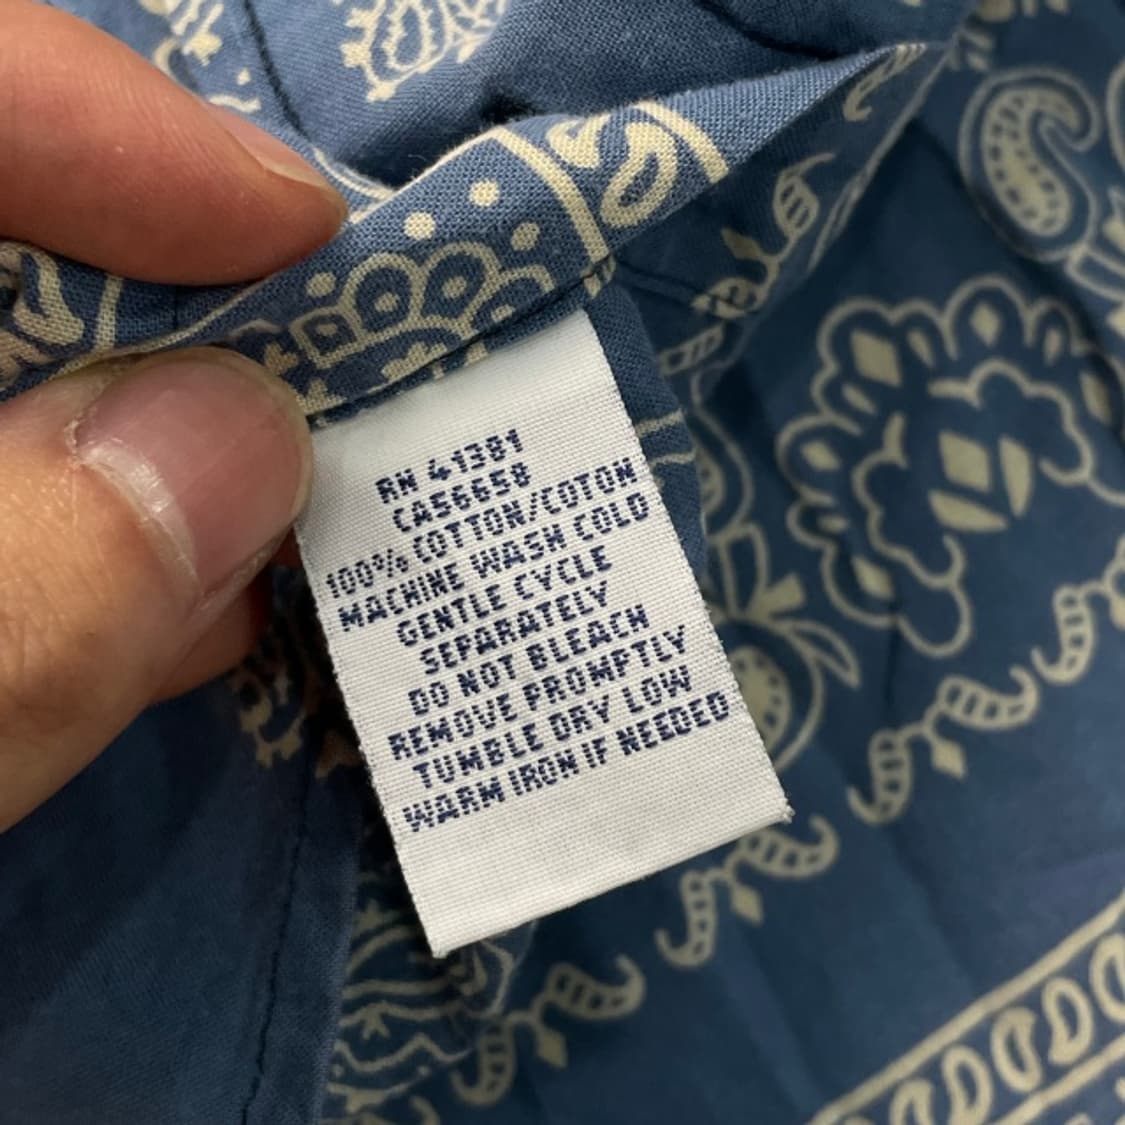 RN 41381
CA56658
100% COTTON/COTON
MACHINE WASH COLD
GENTLE CYCLE
SEPARATELY
DO NOT BLEACH
REMOVE PROMPTLY
TUMBLE DRY LOW
WARM IRON IF NEEDED